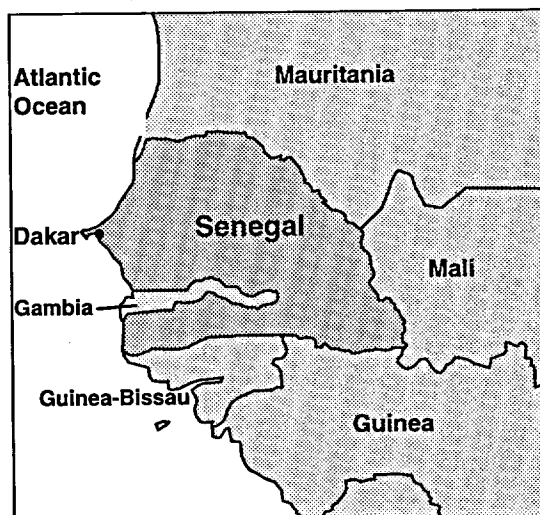 Atlantic
Ocean
Mauritania
Dakar
Senegal
Mali
Gambia
Guinea-Bissau
Guinea